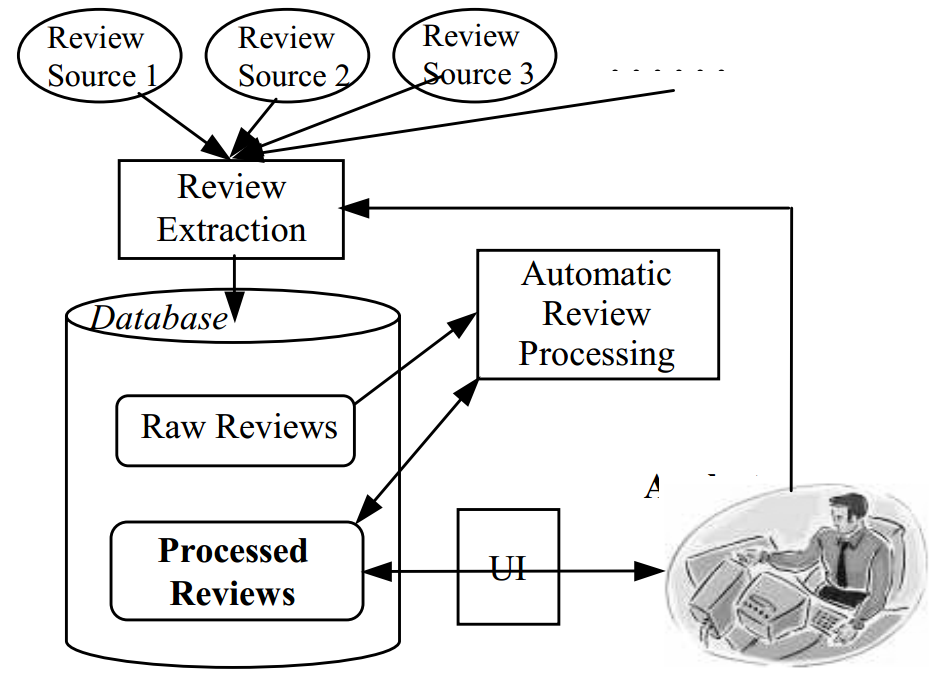 Review
Source 1
Review
Source 2
Review
Source 3
. . . . . .
Review
Extraction
Automatic
Review
Processing
Database
Raw Reviews
Processed
Reviews
UI